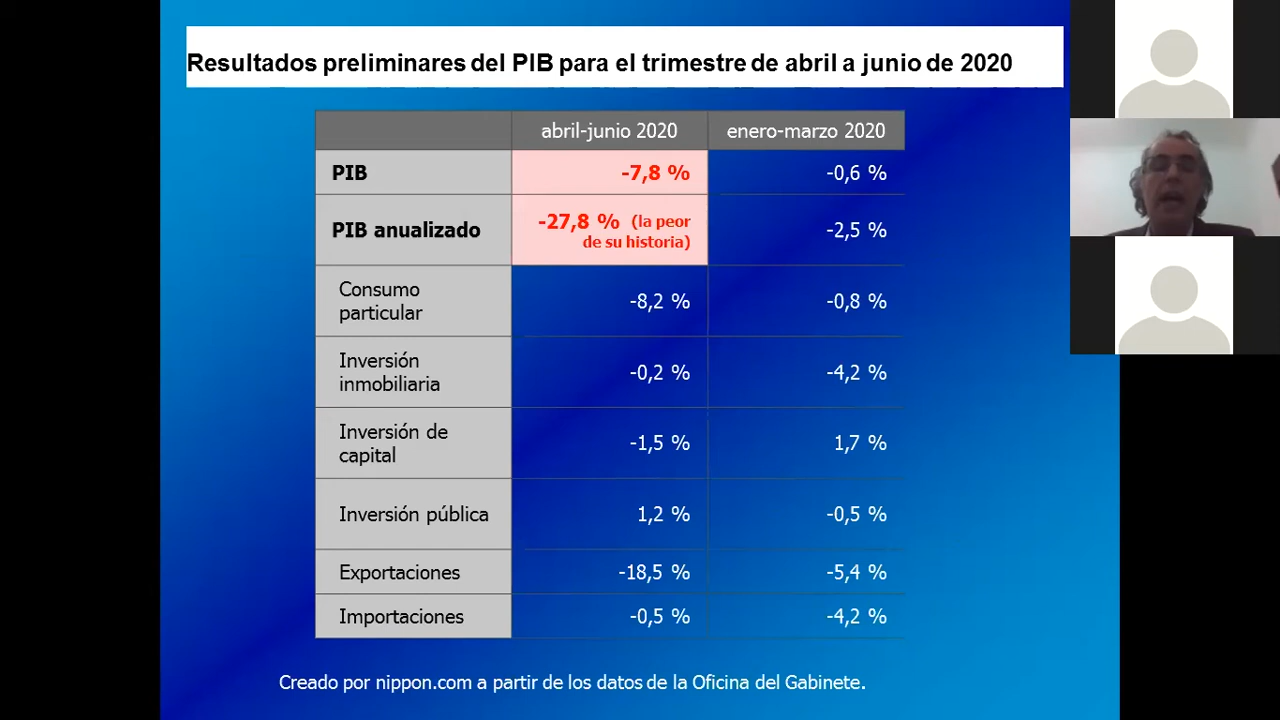 Resultados preliminares del PIB para el trimestre de abril a junio de 2020
abril-junio 2020 enero-marzo 2020
PIB -7,8 % -0,6 %
PIB anualizado -27,8 % (la peor de su historia) -2,5 %
Consumo particular -8,2 % -0,8 %
Inversión inmobiliaria -0,2 % -4,2 %
Inversión de capital -1,5 % 1,7 %
Inversión pública 1,2 % -0,5 %
Exportaciones -18,5 % -5,4 %
Importaciones -0,5 % -4,2 %
Creado por nippon.com a partir de los datos de la Oficina del Gabinete.